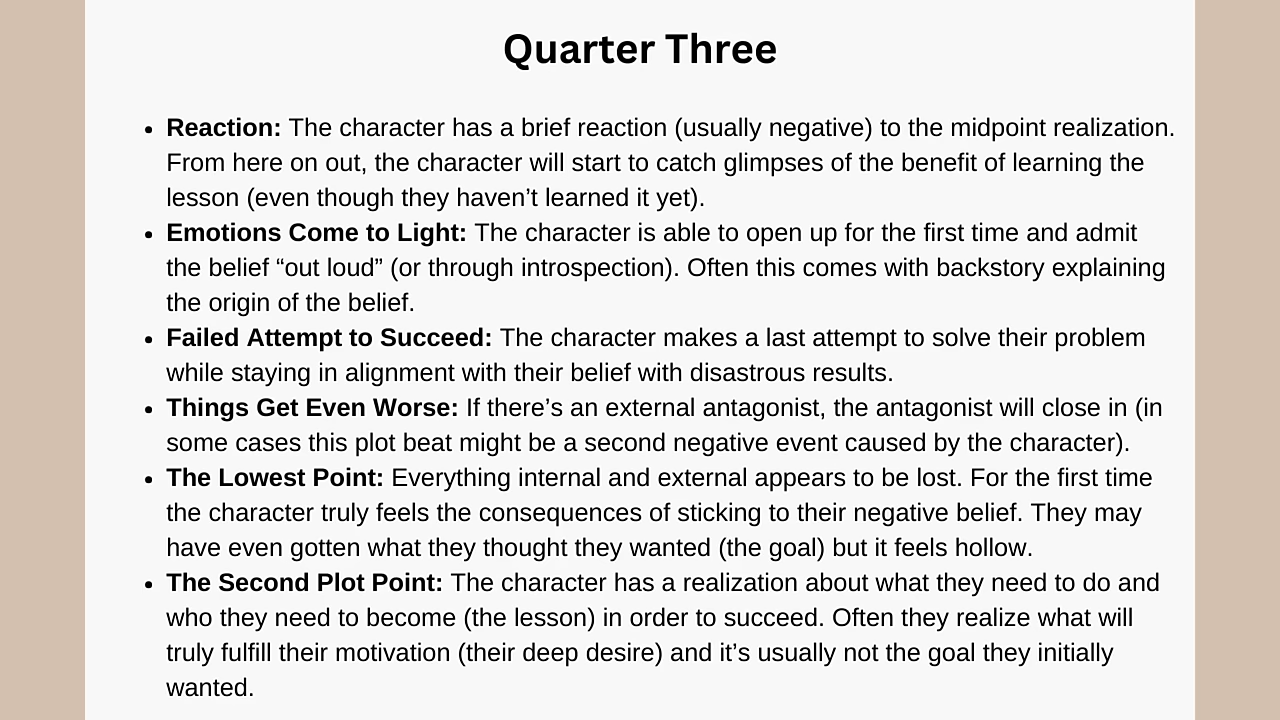 Quarter Three
• Reaction: The character has a brief reaction (usually negative) to the midpoint realization.
From here on out, the character will start to catch glimpses of the benefit of learning the
lesson (even though they haven’t learned it yet).
• Emotions Come to Light: The character is able to open up for the first time and admit
the belief “out loud” (or through introspection). Often this comes with backstory explaining
the origin of the belief.
• Failed Attempt to Succeed: The character makes a last attempt to solve their problem
while staying in alignment with their belief with disastrous results.
• Things Get Even Worse: If there’s an external antagonist, the antagonist will close in (in
some cases this plot beat might be a second negative event caused by the character).
• The Lowest Point: Everything internal and external appears to be lost. For the first time
the character truly feels the consequences of sticking to their negative belief. They may
have even gotten what they thought they wanted (the goal) but it feels hollow.
• The Second Plot Point: The character has a realization about what they need to do and
who they need to become (the lesson) in order to succeed. Often they realize what will
truly fulfill their motivation (their deep desire) and it’s usually not the goal they initially
wanted.